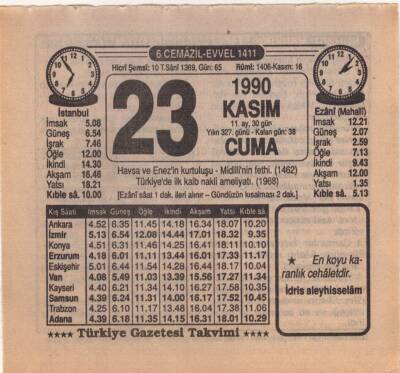 6 CEMAZİL-EVVEL 1411
Hicrî Şemsî: 10 T.Sâni 1369, Gün: 65 Rûmî: 1406-Kasım: 16
23
1990
KASIM
11. ay, 30 gün
Yılın 327. günü - Kalan gün: 38
CUMA
İstanbul
İmsak 5.08
Güneş 6.54
İşrak 7.46
Öğle 12.00
İkindi 14.30
Akşam 16.46
Yatsı 18.21
Kıble sâ. 10.00
Ezânî (Mahallî)
İmsak 12.21
Güneş 2.07
İşrak 2.59
Öğle 7.13
İkindi 9.43
Akşam 12.00
Yatsı 1.35
Kıble sâ. 5.13
Havsa ve Enez'in kurtuluşu - Midilli'nin fethi. (1462)
Türkiye'de ilk kalb nakli ameliyatı. (1968)
[Ezânî sâat 1 dak. ileri alınır – Gündüzün kısalması 2 dak.]
Kış Sâati İmsak Güneş Öğle İkindi Akşam Yatsı Kıble sâ.
Ankara 4.52 6.35 11.45 14.18 16.34 18.07 10.20
İzmir 5.13 6.54 12.08 14.44 17.01 18.32 9.35
Konya 4.51 6.31 11.46 14.25 16.41 18.11 10.10
Erzurum 4.18 6.01 11.11 13.44 16.01 17.33 11.17
Eskişehir 5.01 6.44 11.54 14.28 16.44 18.17 10.04
Van 4.08 5.49 11.03 13.39 15.56 17.27 11.34
Kayseri 4.40 6.21 11.34 14.10 16.27 17.58 10.35
Samsun 4.39 6.24 11.31 14.00 16.17 17.52 10.45
Trabzon 4.25 6.10 11.17 13.48 16.04 17.38 11.06
Adana 4.39 6.18 11.35 14.15 16.31 18.01 10.29
★ En koyu ka-
ranlık cehâletdir.
İdris aleyhisselâm
★★★★ Türkiye Gazetesi Takvimi ★★★★